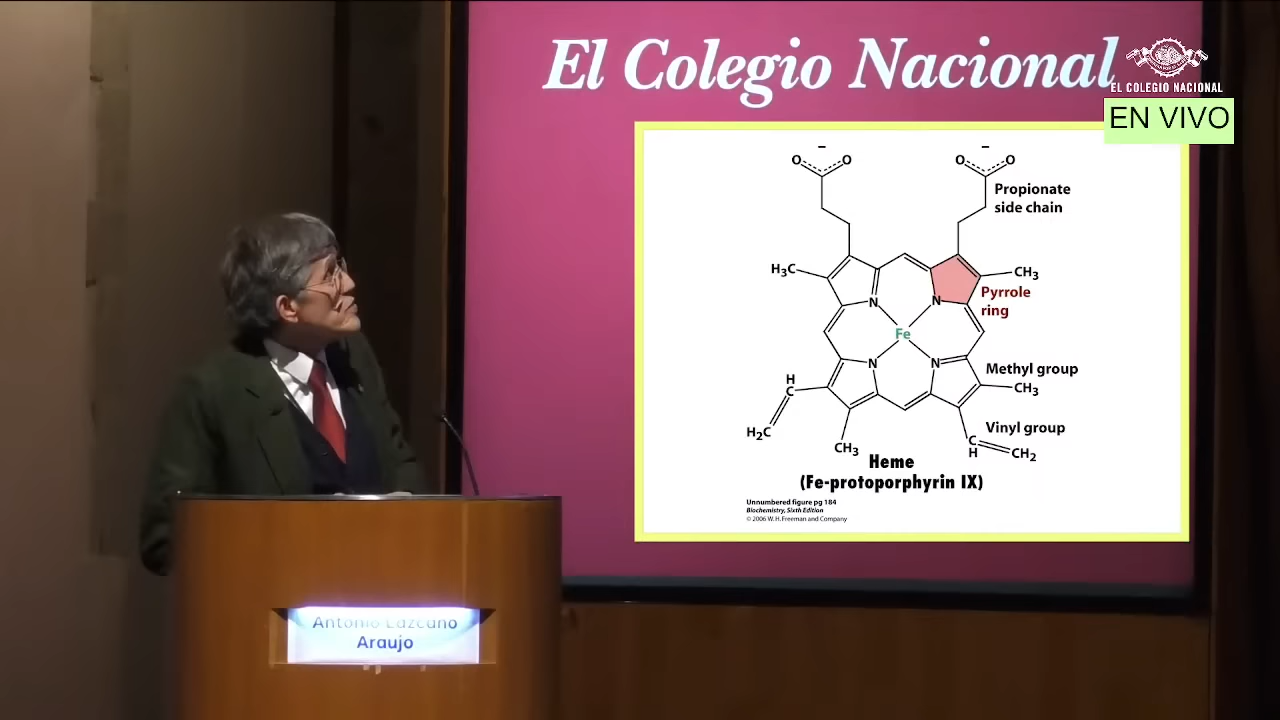 El Colegio Nacional
EL COLEGIO NACIONAL
EN VIVO
−
−
O
O
O
O
Propionate
side chain
H₃C
CH₃
N
N
Pyrrole
ring
Fe
N
N
Methyl group
H
C
CH₃
H₂C
Vinyl group
CH₃
C
H
CH₂
Heme
(Fe-protoporphyrin IX)
Unnumbered figure pg 184
Biochemistry, Sixth Edition
© 2006 W. H. Freeman and Company
Antonio Lazcano
Araujo